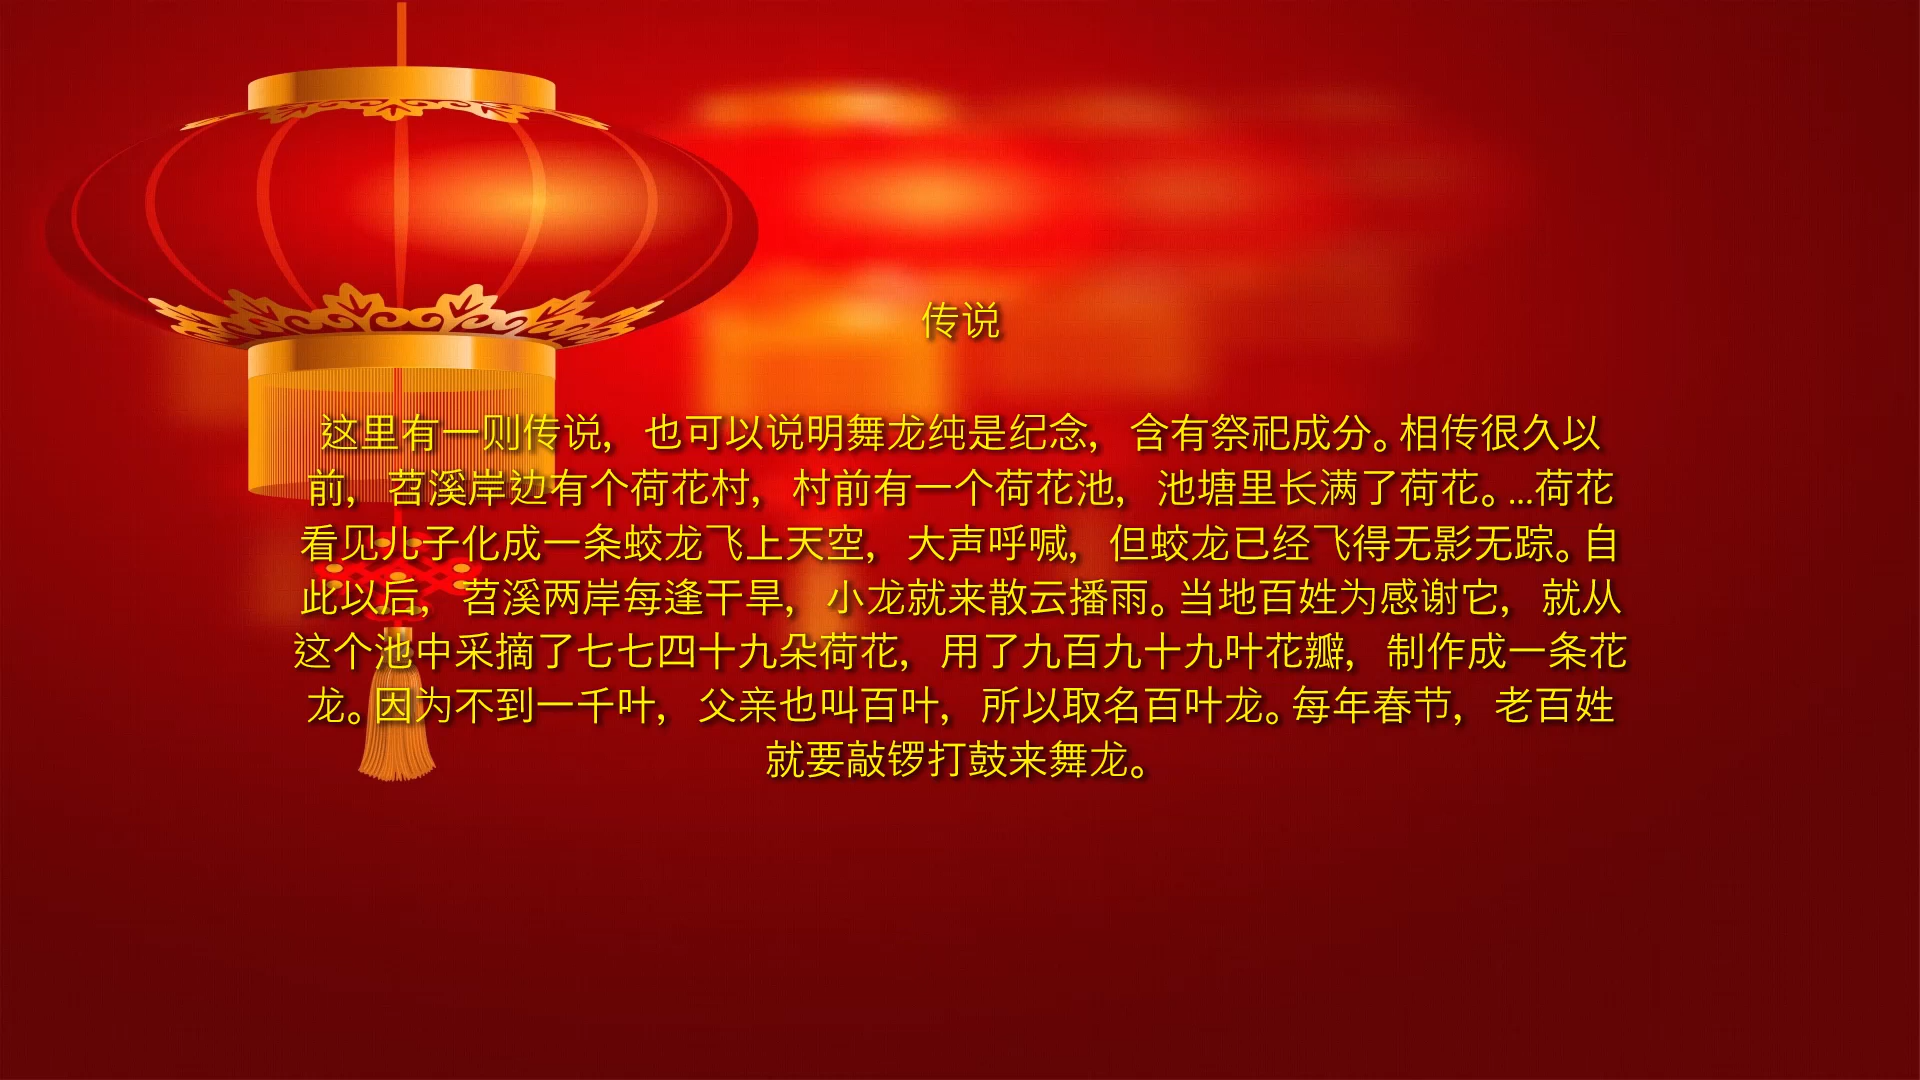 传说
这里有一则传说，也可以说明舞龙纯是纪念，含有祭祀成分。相传很久以
前，苕溪岸边有个荷花村，村前有一个荷花池，池塘里长满了荷花。...荷花
看见儿子化成一条蛟龙飞上天空，大声呼喊，但蛟龙已经飞得无影无踪。自
此以后，苕溪两岸每逢干旱，小龙就来散云播雨。当地百姓为感谢它，就从
这个池中采摘了七七四十九朵荷花，用了九百九十九叶花瓣，制作成一条花
龙。因为不到一千叶，父亲也叫百叶，所以取名百叶龙。每年春节，老百姓
就要敲锣打鼓来舞龙。